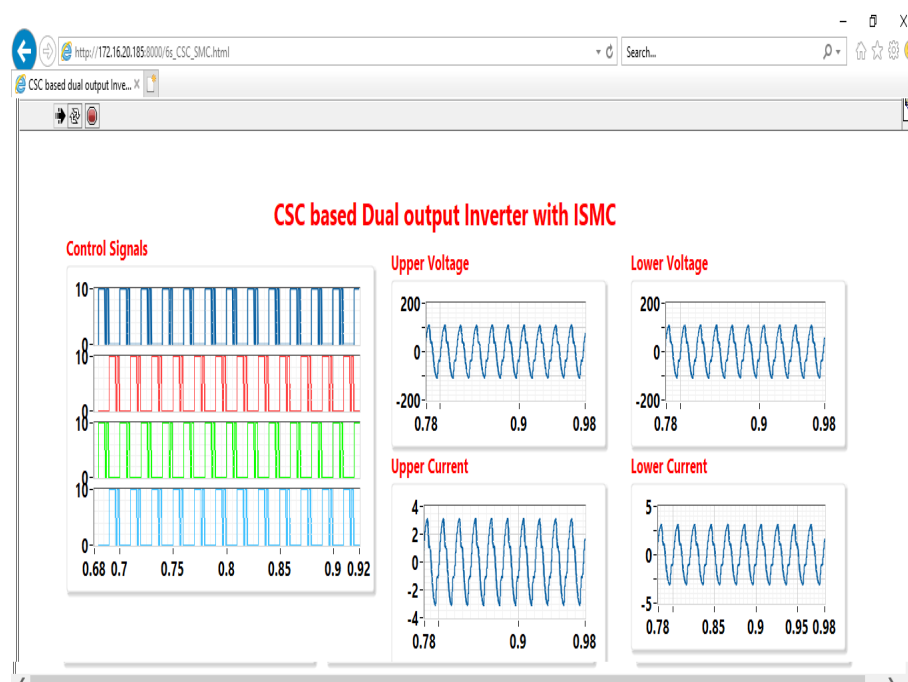 http://172.16.20.185:8000/6s_CSC_SMC.html
Search...
CSC based dual output Inve...
CSC based Dual output Inverter with ISMC
Control Signals
10
0
10
0
10
0
10
0
0.68 0.7 0.75 0.8 0.85 0.9 0.92
Upper Voltage
200
0
-200
0.78 0.9 0.98
Lower Voltage
200
0
-200
0.78 0.9 0.98
Upper Current
4
2
0
-2
-4
0.78 0.9 0.98
Lower Current
5
0
-5
0.78 0.85 0.9 0.95 0.98